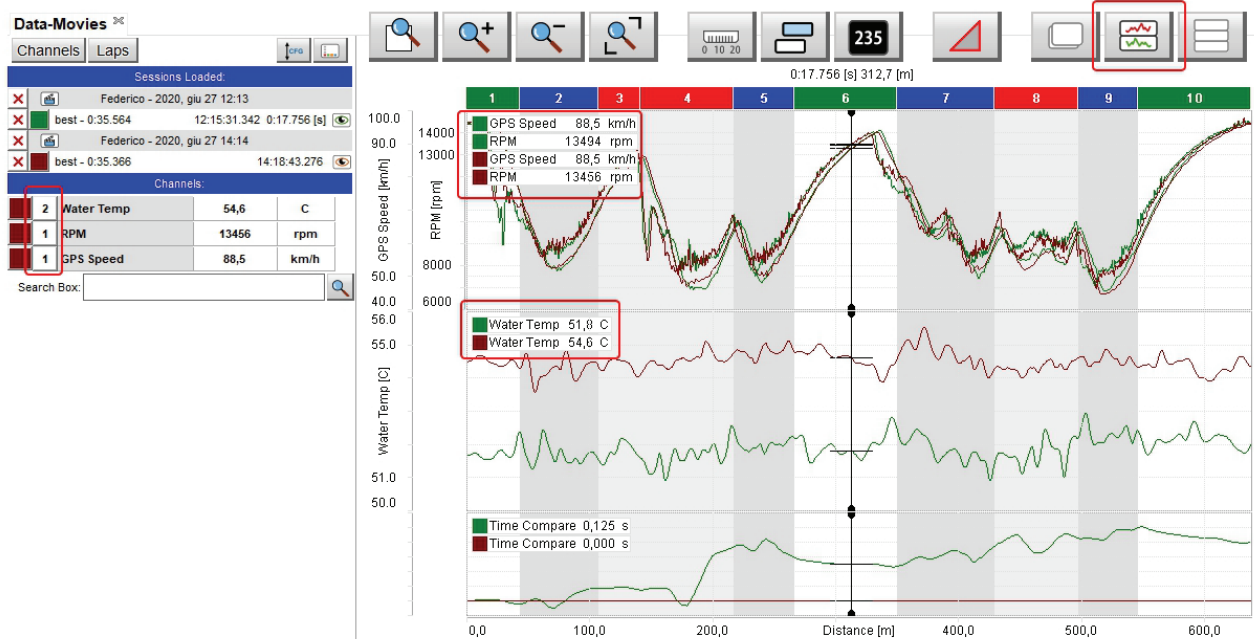 Data-Movies
Channels Laps
CFG
0 10 20
235
Sessions Loaded:
Federico - 2020, giu 27 12:13
best - 0:35.564 12:15:31.342 0:17.756 [s]
Federico - 2020, giu 27 14:14
best - 0:35.366 14:18:43.276
Channels:
2 Water Temp 54,6 C
1 RPM 13456 rpm
1 GPS Speed 88,5 km/h
Search Box:
0:17.756 [s] 312,7 [m]
1 2 3 4 5 6 7 8 9 10
100.0
90.0
50.0
40.0
GPS Speed [km/h]
14000
13000
8000
6000
RPM [rpm]
GPS Speed 88,5 km/h
RPM 13494 rpm
GPS Speed 88,5 km/h
RPM 13456 rpm
56.0
55.0
51.0
50.0
Water Temp [C]
Water Temp 51,8 C
Water Temp 54,6 C
Time Compare 0,125 s
Time Compare 0,000 s
0,0 100,0 200,0 Distance [m] 400,0 500,0 600,0